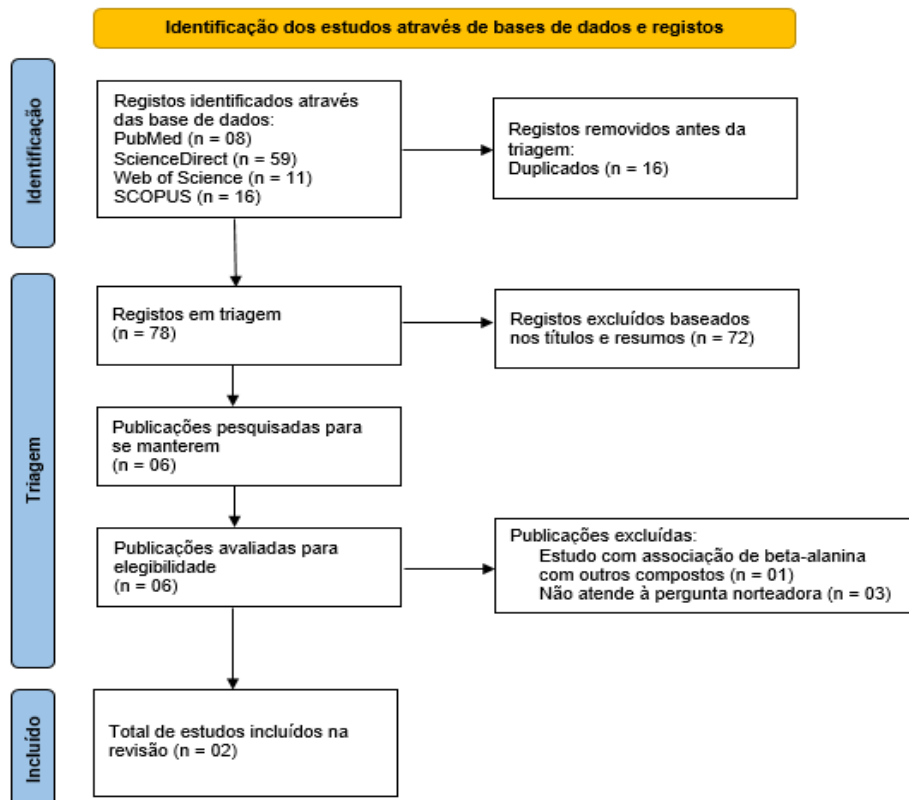 Identificação dos estudos através de bases de dados e registos
Identificação
Registos identificados através
das base de dados:
PubMed (n = 08)
ScienceDirect (n = 59)
Web of Science (n = 11)
SCOPUS (n = 16)
Registos removidos antes da
triagem:
Duplicados (n = 16)
Triagem
Registos em triagem
(n = 78)
Registos excluídos baseados
nos títulos e resumos (n = 72)
Publicações pesquisadas para
se manterem
(n = 06)
Publicações avaliadas para
elegibilidade
(n = 06)
Publicações excluídas:
Estudo com associação de beta-alanina
com outros compostos (n = 01)
Não atende à pergunta norteadora (n = 03)
Incluído
Total de estudos incluídos na
revisão (n = 02)